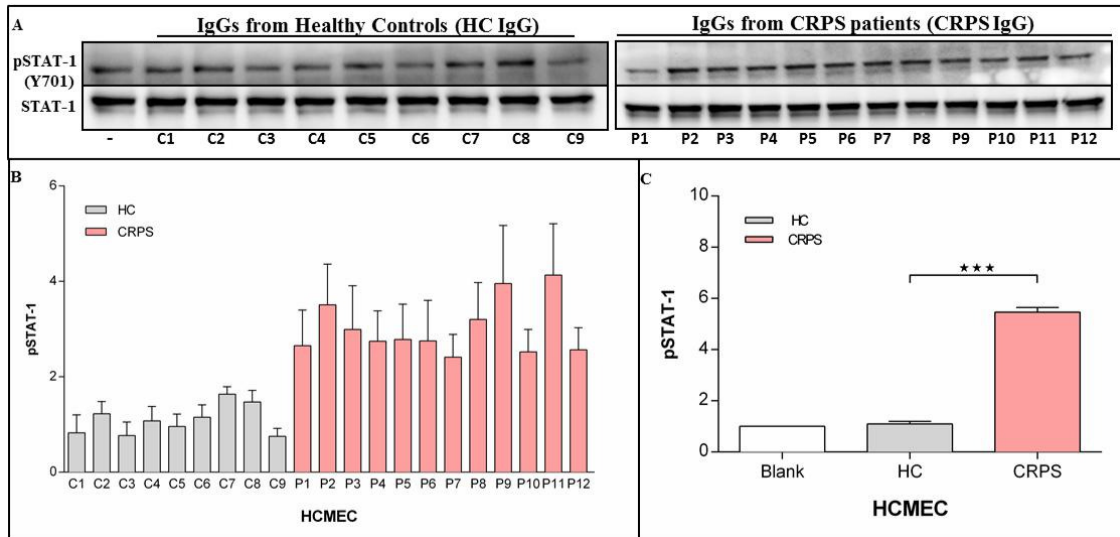 A
IgGs from Healthy Controls (HC IgG)
IgGs from CRPS patients (CRPS IgG)
pSTAT-1
(Y701)
STAT-1
- C1 C2 C3 C4 C5 C6 C7 C8 C9
P1 P2 P3 P4 P5 P6 P7 P8 P9 P10 P11 P12
B
6
4
2
0
pSTAT-1
HC
CRPS
C1 C2 C3 C4 C5 C6 C7 C8 C9 P1 P2 P3 P4 P5 P6 P7 P8 P9 P10 P11 P12
HCMEC
C
10
8
6
4
2
0
pSTAT-1
HC
CRPS
★★★
Blank HC CRPS
HCMEC